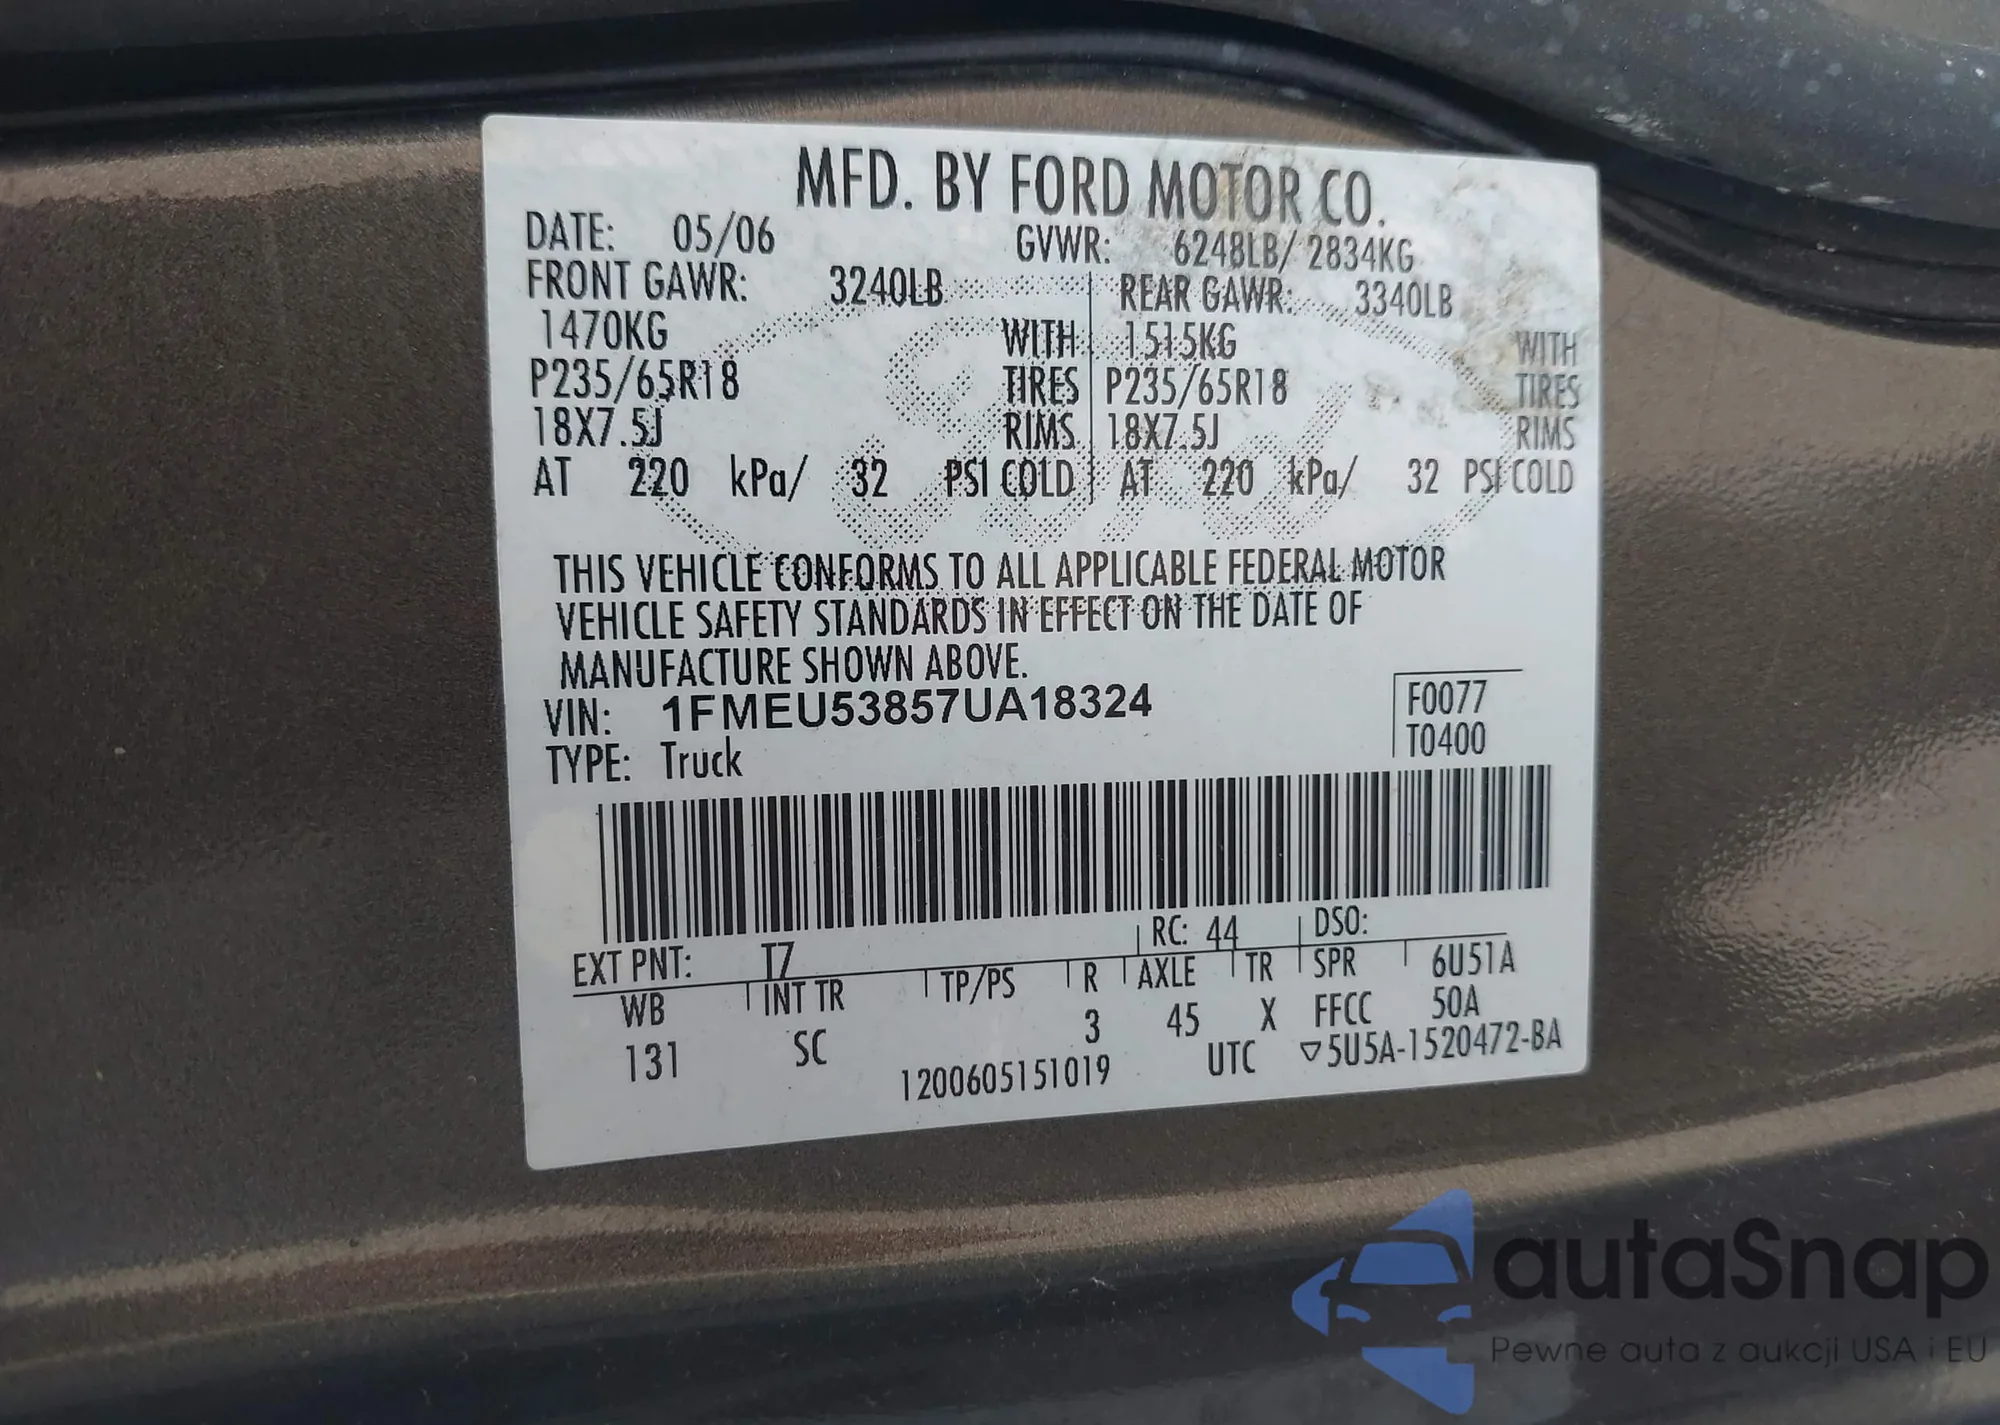 MFD. BY FORD MOTOR CO.
DATE: 05/06 GVWR: 6248LB/ 2834KG
FRONT GAWR: 3240LB REAR GAWR: 3340LB
1470KG WITH 1515KG WITH
P235/65R18 TIRES P235/65R18 TIRES
18X7.5J RIMS 18X7.5J RIMS
AT 220 kPa/ 32 PSI COLD AT 220 kPa/ 32 PSI COLD
THIS VEHICLE CONFORMS TO ALL APPLICABLE FEDERAL MOTOR
VEHICLE SAFETY STANDARDS IN EFFECT ON THE DATE OF
MANUFACTURE SHOWN ABOVE.
VIN: 1FMEU53857UA18324 F0077
TYPE: Truck T0400
EXT PNT: T7 RC: 44 DSO:
WB INT TR TP/PS R AXLE TR SPR 6U51A
131 SC 3 45 X FFCC 50A
1200605151019 UTC ▽5U5A-1520472-BA
autaSnap
Pewne auta z aukcji USA i EU